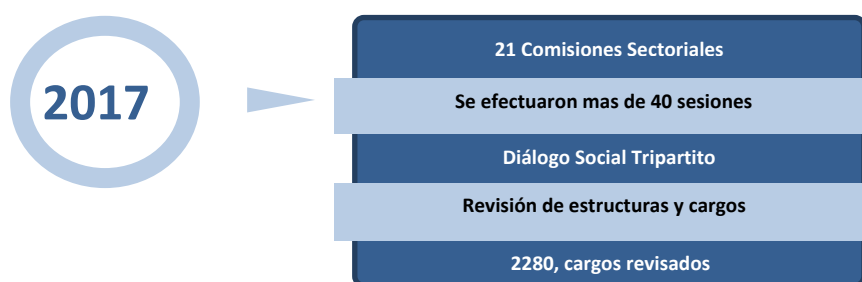 2017
21 Comisiones Sectoriales
Se efectuaron mas de 40 sesiones
Diálogo Social Tripartito
Revisión de estructuras y cargos
2280, cargos revisados